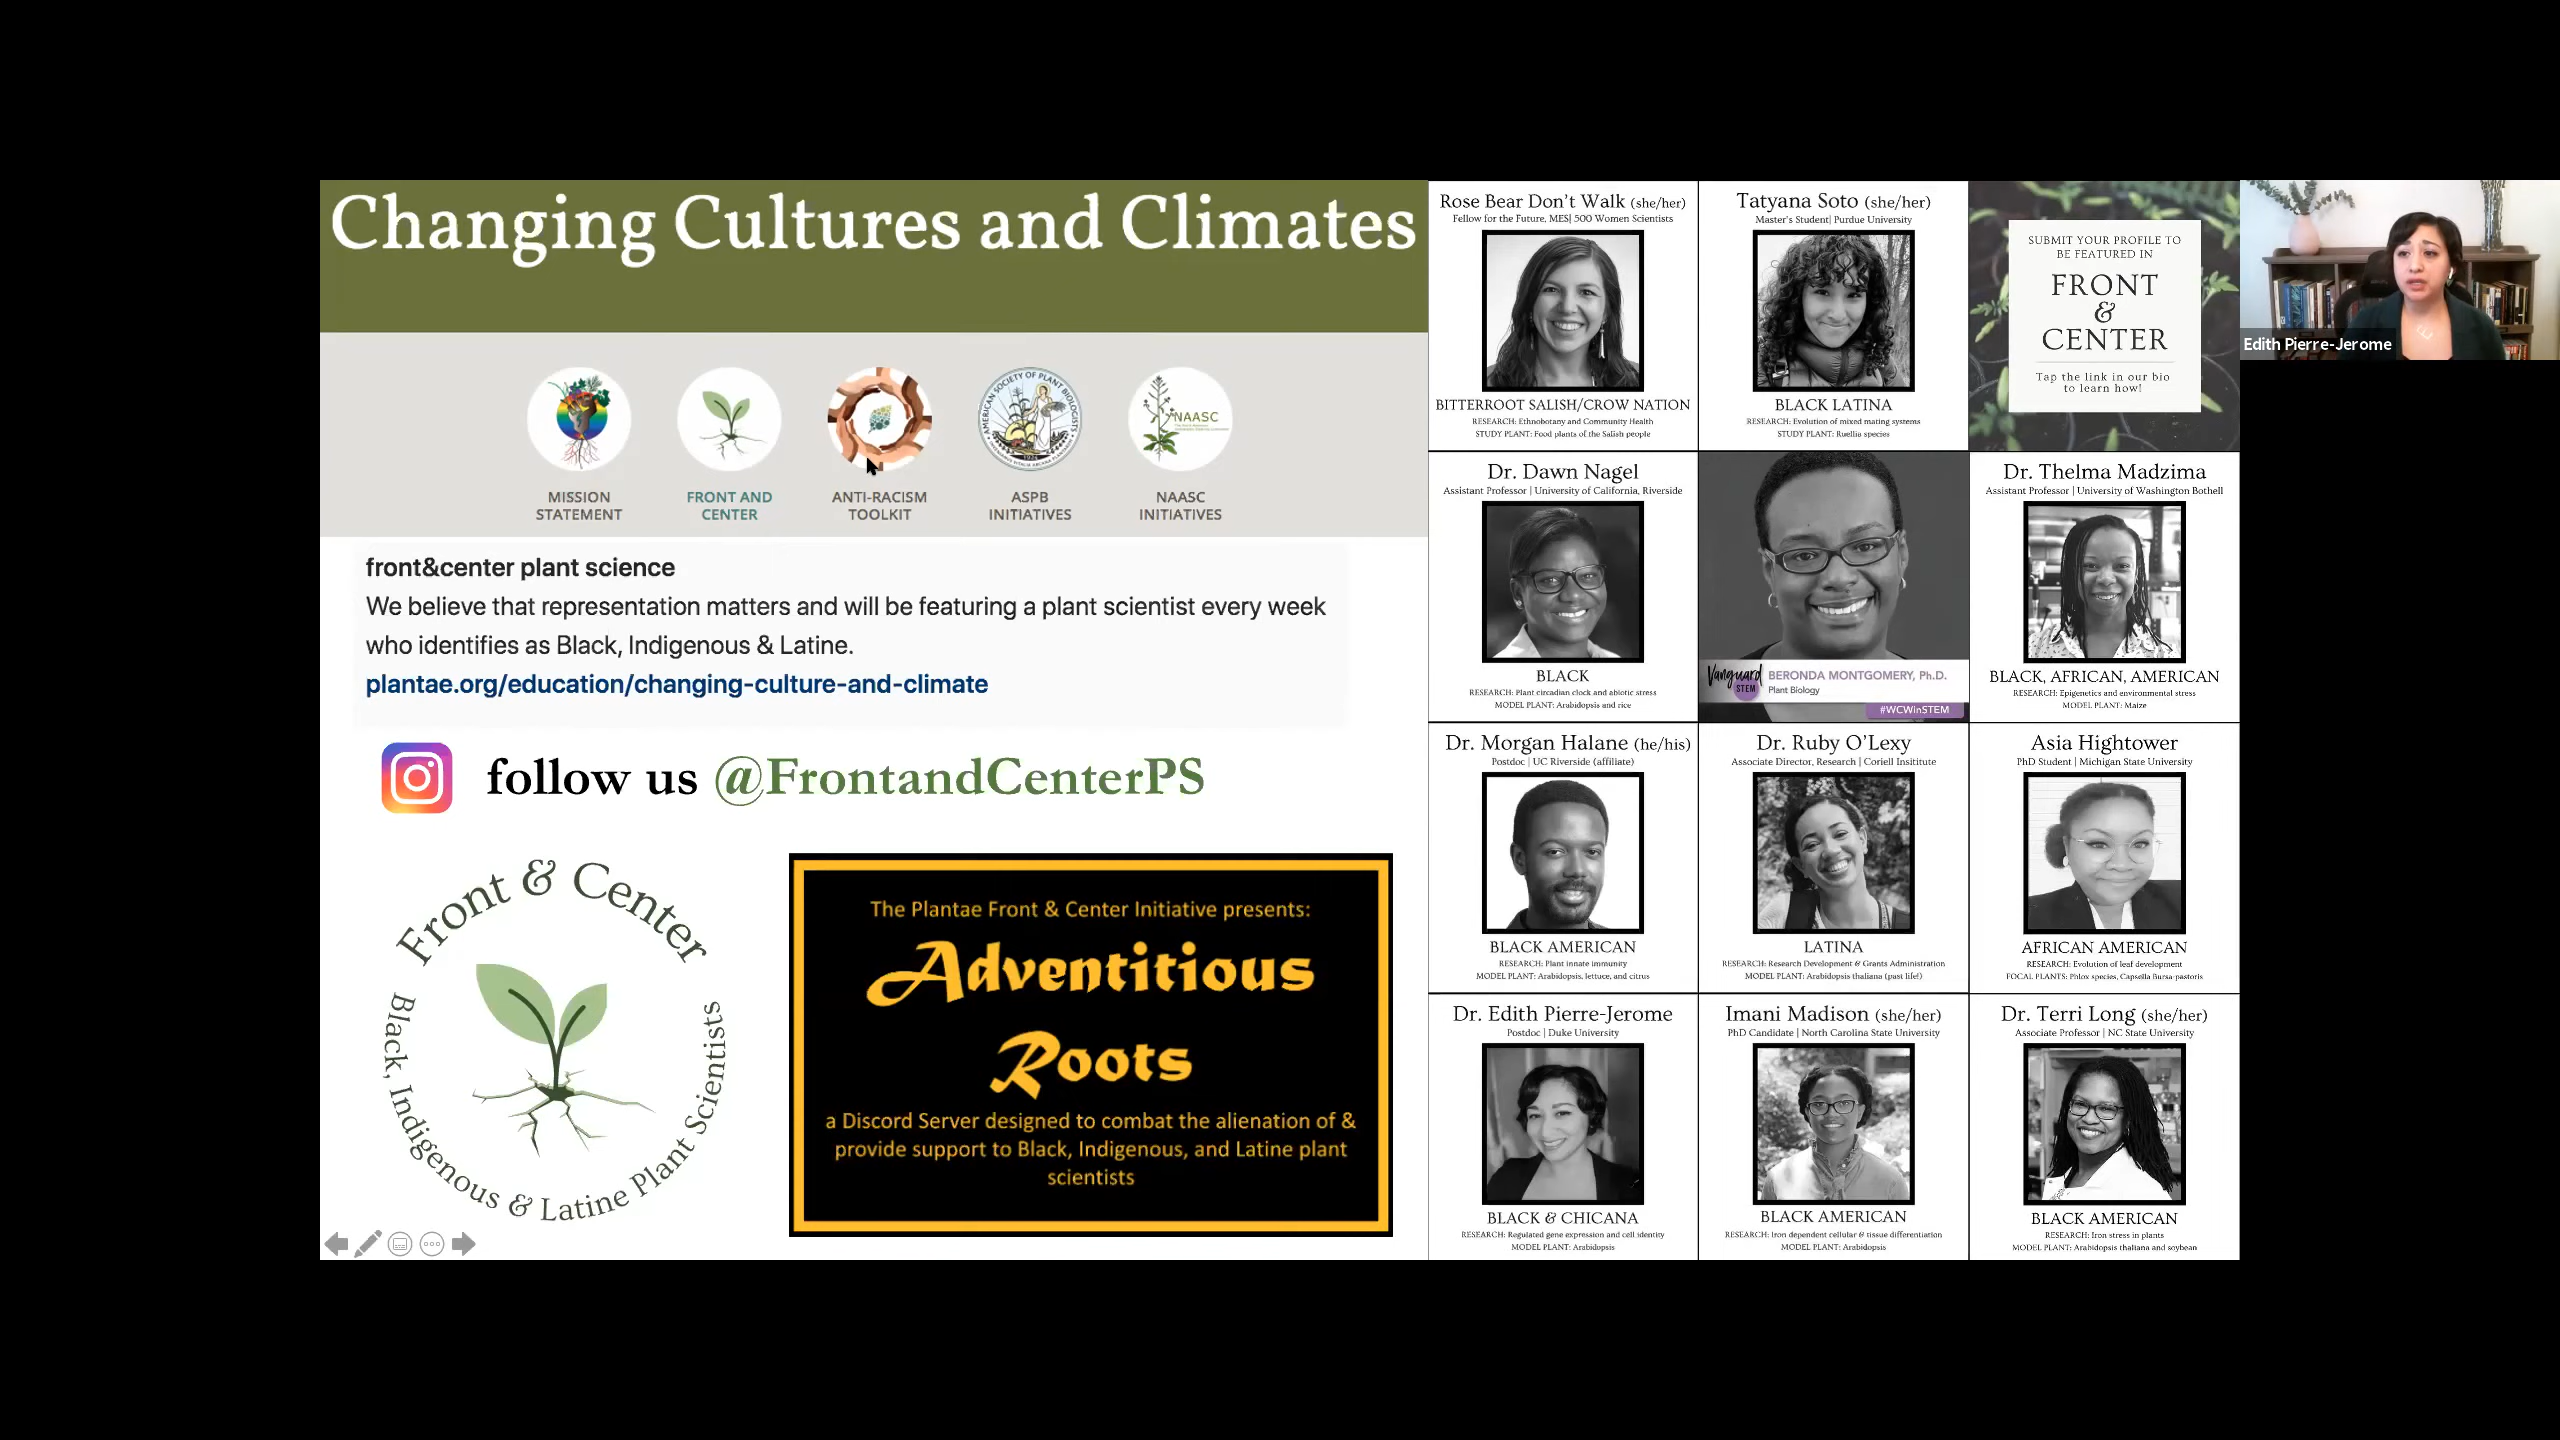 Changing Cultures and Climates
AMERICAN SOCIETY OF PLANT BIOLOGISTS
NAASC
MISSION
STATEMENT
FRONT AND
CENTER
ANTI-RACISM
TOOLKIT
ASPB
INITIATIVES
NAASC
INITIATIVES
front&center plant science
We believe that representation matters and will be featuring a plant scientist every week
who identifies as Black, Indigenous & Latine.
plantae.org/education/changing-culture-and-climate
follow us @FrontandCenterPS
Front & Center
Black, Indigenous & Latine Plant Scientists
The Plantae Front & Center Initiative presents:
Adventitious
Roots
a Discord Server designed to combat the alienation of &
provide support to Black, Indigenous, and Latine plant
scientists
Rose Bear Don't Walk (she/her)
Fellow for the Future, MES| 500 Women Scientists
BITTERROOT SALISH/CROW NATION
RESEARCH: Ethnobotany and Community Health
STUDY PLANT: Food plants of the Salish people
Tatyana Soto (she/her)
Master's Student| Purdue University
BLACK LATINA
RESEARCH: Evolution of mixed mating systems
STUDY PLANT: Ruellia species
SUBMIT YOUR PROFILE TO
BE FEATURED IN
FRONT
&
CENTER
Tap the link in our bio
to learn how!
Dr. Dawn Nagel
Assistant Professor | University of California, Riverside
BLACK
RESEARCH: Plant circadian clock and abiotic stress
MODEL PLANT: Arabidopsis and rice
Vanguard
STEM
BERONDA MONTGOMERY, Ph.D.
Plant Biology
#WCWinSTEM
Dr. Thelma Madzima
Assistant Professor | University of Washington Bothell
BLACK, AFRICAN, AMERICAN
RESEARCH: Epigenetics and environmental stress
MODEL PLANT: Maize
Dr. Morgan Halane (he/his)
Postdoc | UC Riverside (affiliate)
BLACK AMERICAN
RESEARCH: Plant innate immunity
MODEL PLANT: Arabidopsis, lettuce, and citrus
Dr. Ruby O'Lexy
Associate Director, Research | Coriell Insititute
LATINA
RESEARCH: Research Development & Grants Administration
MODEL PLANT: Arabidopsis thaliana (past life!)
Asia Hightower
PhD Student | Michigan State University
AFRICAN AMERICAN
RESEARCH: Evolution of leaf development
FOCAL PLANTS: Phlox species, Capsella Bursa-pastoris
Dr. Edith Pierre-Jerome
Postdoc | Duke University
BLACK & CHICANA
RESEARCH: Regulated gene expression and cell identity
MODEL PLANT: Arabidopsis
Imani Madison (she/her)
PhD Candidate | North Carolina State University
BLACK AMERICAN
RESEARCH: Iron dependent cellular & tissue differentiation
MODEL PLANT: Arabidopsis
Dr. Terri Long (she/her)
Associate Professor | NC State University
BLACK AMERICAN
RESEARCH: Iron stress in plants
MODEL PLANT: Arabidopsis thaliana and soybean
Edith Pierre-Jerome